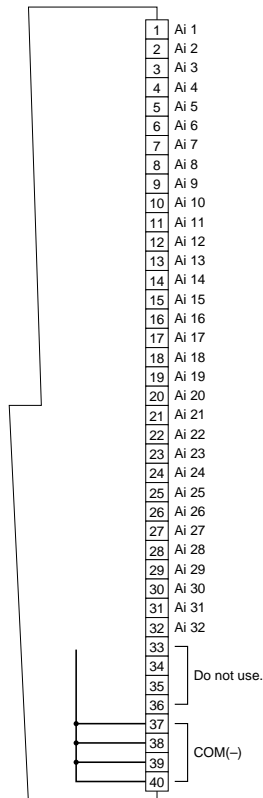 1 Ai 1
2 Ai 2
3 Ai 3
4 Ai 4
5 Ai 5
6 Ai 6
7 Ai 7
8 Ai 8
9 Ai 9
10 Ai 10
11 Ai 11
12 Ai 12
13 Ai 13
14 Ai 14
15 Ai 15
16 Ai 16
17 Ai 17
18 Ai 18
19 Ai 19
20 Ai 20
21 Ai 21
22 Ai 22
23 Ai 23
24 Ai 24
25 Ai 25
26 Ai 26
27 Ai 27
28 Ai 28
29 Ai 29
30 Ai 30
31 Ai 31
32 Ai 32
33
34
Do not use.
35
36
37
38
COM(–)
39
40